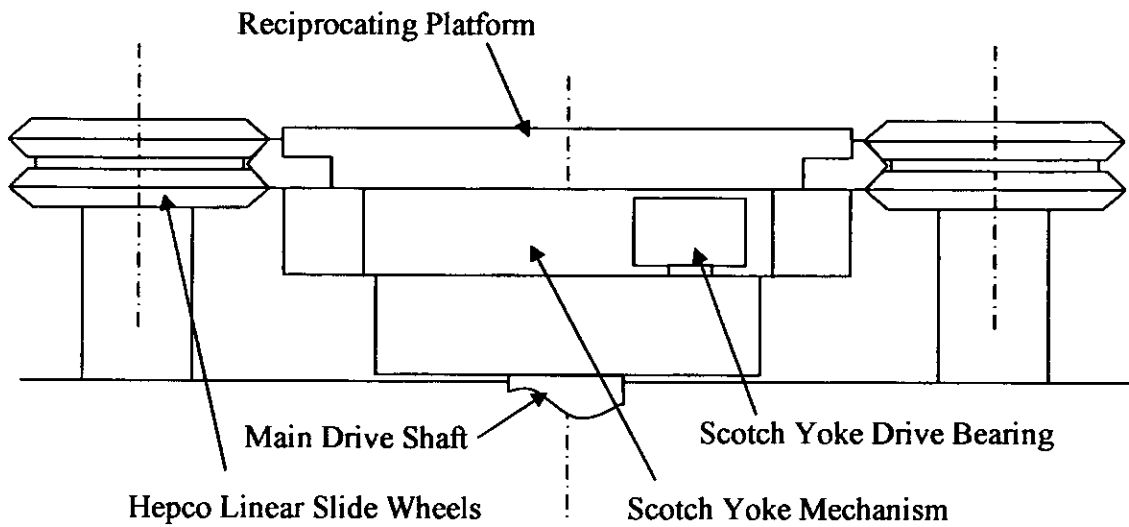 Reciprocating Platform
Main Drive Shaft
Scotch Yoke Drive Bearing
Hepco Linear Slide Wheels
Scotch Yoke Mechanism